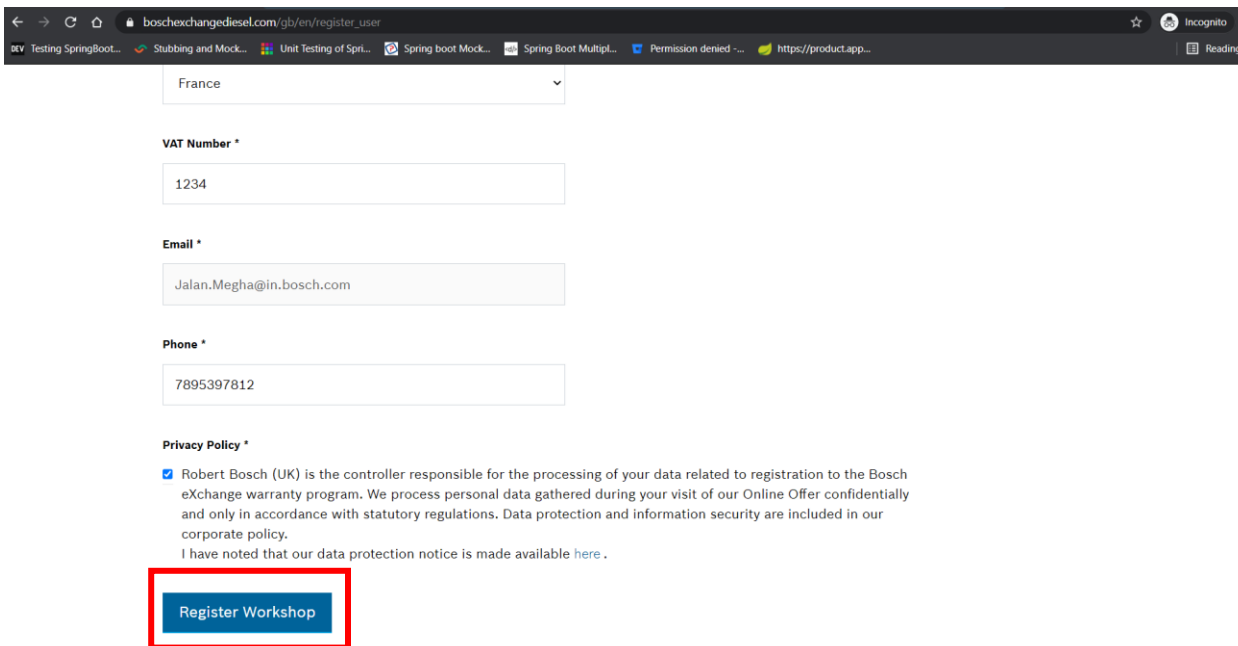 boschexchangediesel.com/gb/en/register_user
Incognito
DEV Testing SpringBoot... Stubbing and Mock... Unit Testing of Spri... Spring boot Mock... Spring Boot Multipl... Permission denied -... https://product.app... Reading
France
VAT Number *
1234
Email *
Jalan.Megha@in.bosch.com
Phone *
7895397812
Privacy Policy *
Robert Bosch (UK) is the controller responsible for the processing of your data related to registration to the Bosch
eXchange warranty program. We process personal data gathered during your visit of our Online Offer confidentially
and only in accordance with statutory regulations. Data protection and information security are included in our
corporate policy.
I have noted that our data protection notice is made available here .
Register Workshop